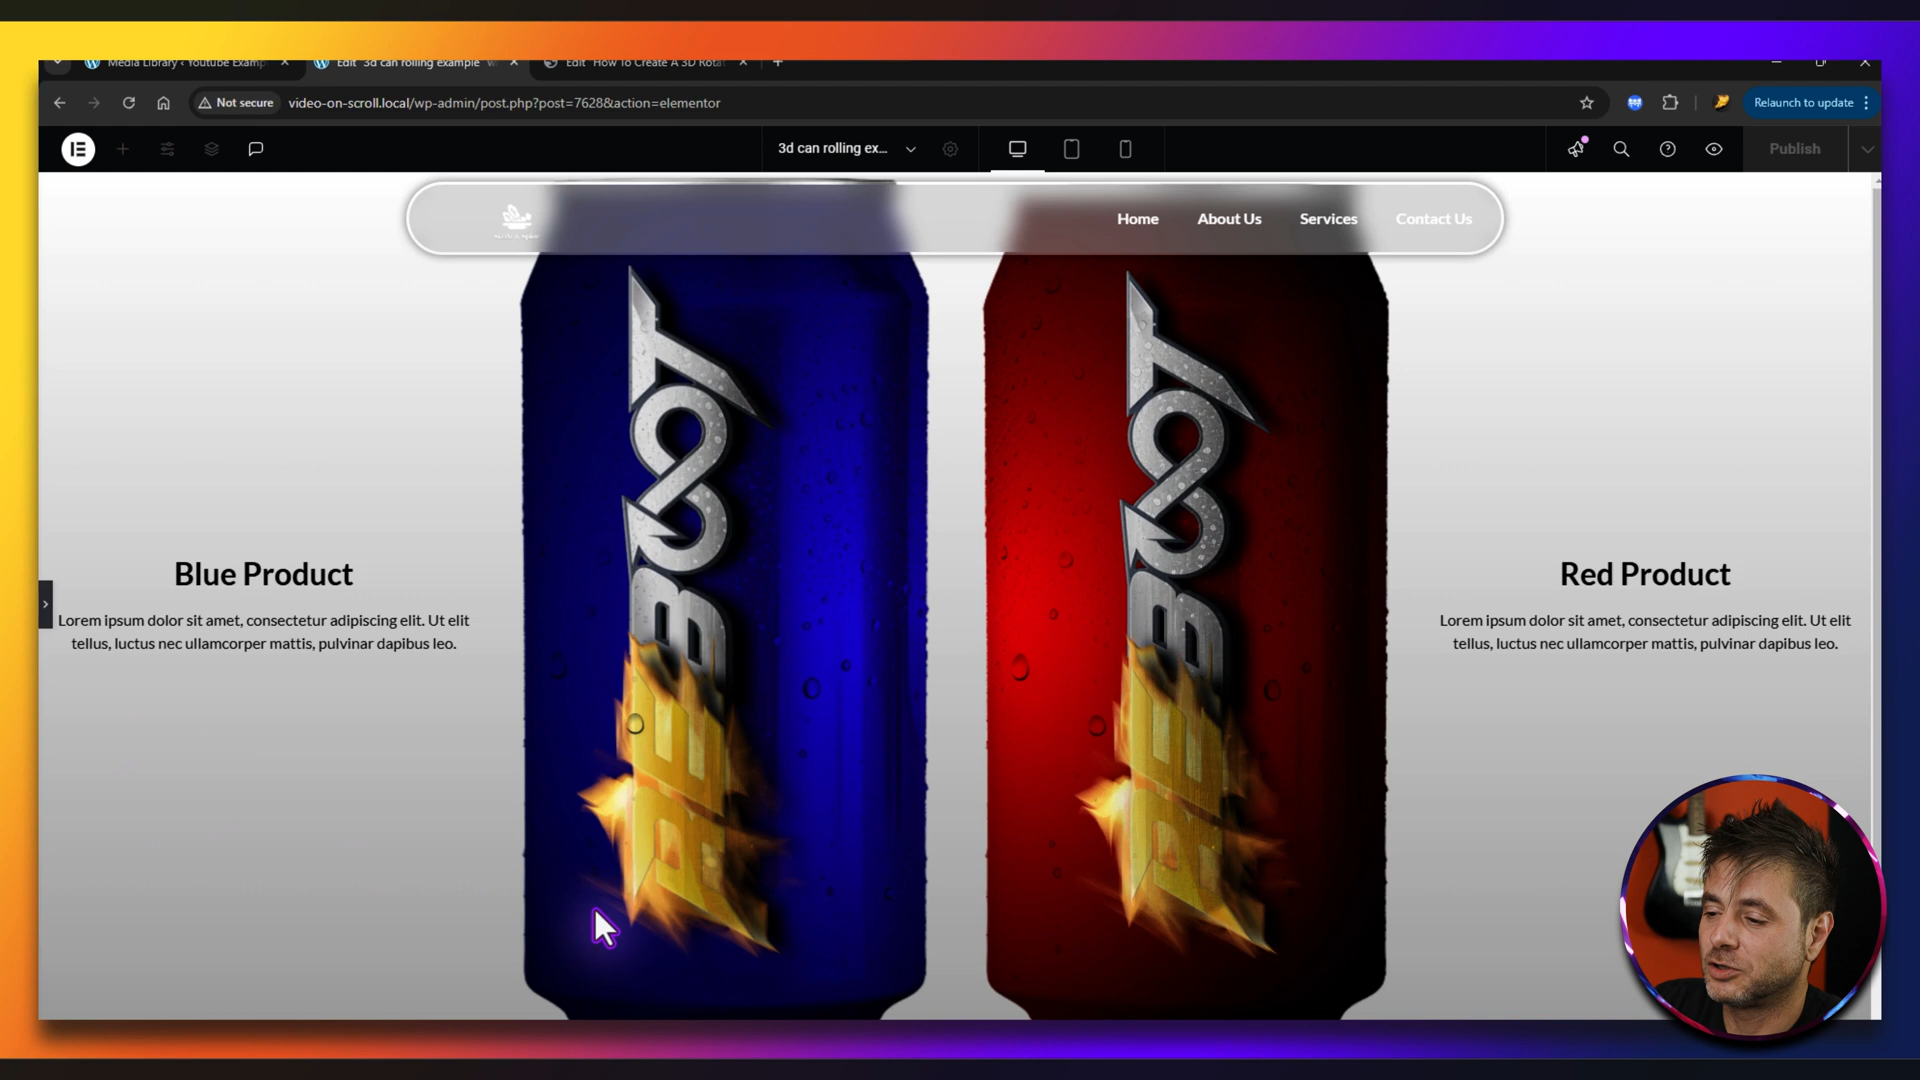 Media Library ‹ Youtube Examp
Edit "3d can rolling example" w
Edit "How To Create A 3D Rota
Not secure
video-on-scroll.local/wp-admin/post.php?post=7628&action=elementor
Relaunch to update
3d can rolling ex...
Publish
Home
About Us
Services
Contact Us
REBOOT
REBOOT
Blue Product
Lorem ipsum dolor sit amet, consectetur adipiscing elit. Ut elit
tellus, luctus nec ullamcorper mattis, pulvinar dapibus leo.
Red Product
Lorem ipsum dolor sit amet, consectetur adipiscing elit. Ut elit
tellus, luctus nec ullamcorper mattis, pulvinar dapibus leo.